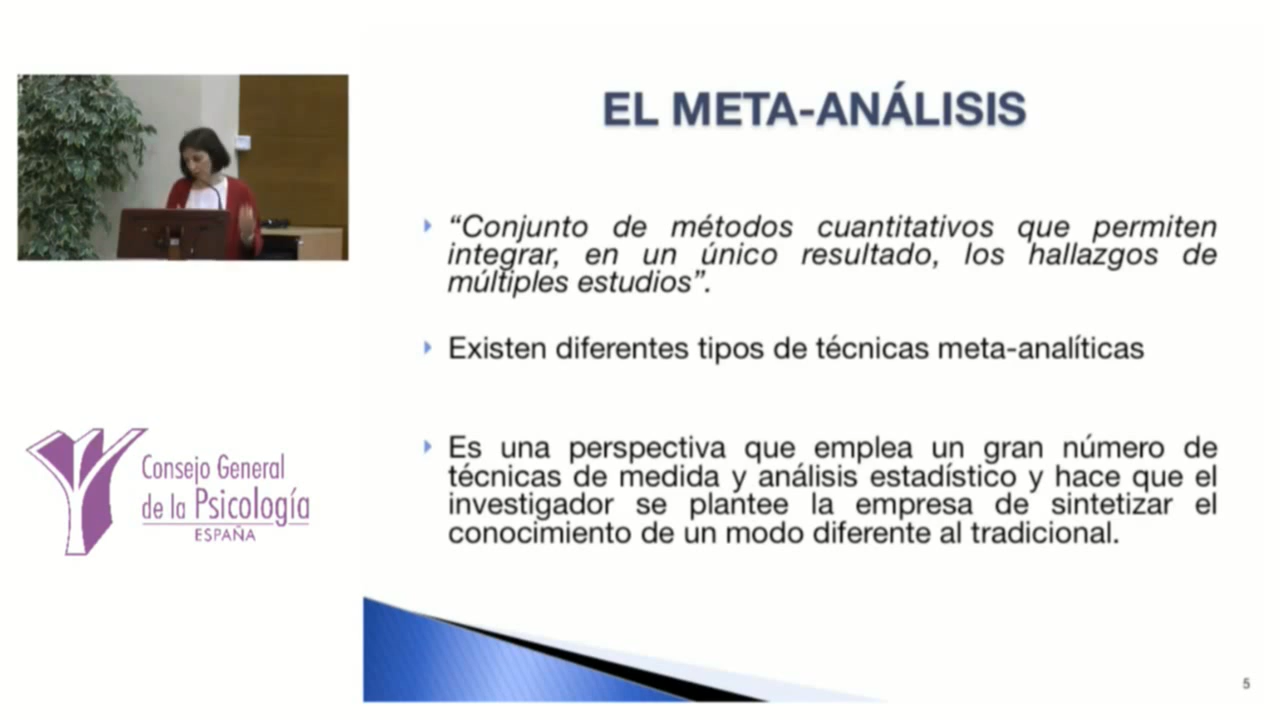 EL META-ANÁLISIS
“Conjunto de métodos cuantitativos que permiten
integrar, en un único resultado, los hallazgos de
múltiples estudios”.
Existen diferentes tipos de técnicas meta-analíticas
Es una perspectiva que emplea un gran número de
técnicas de medida y análisis estadístico y hace que el
investigador se plantee la empresa de sintetizar el
conocimiento de un modo diferente al tradicional.
Consejo General
de la Psicología
ESPAÑA
5